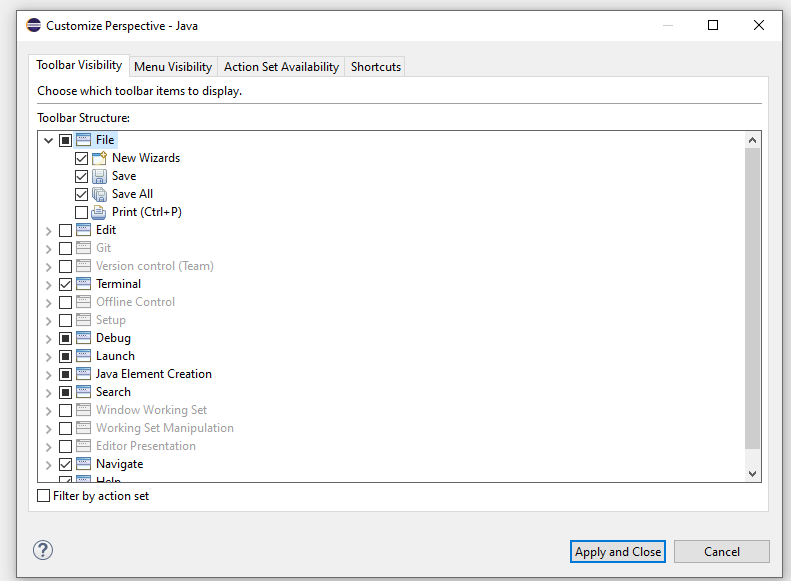 Customize Perspective - Java
Toolbar Visibility Menu Visibility Action Set Availability Shortcuts
Choose which toolbar items to display.
Toolbar Structure:
File
New Wizards
Save
Save All
Print (Ctrl+P)
Edit
Git
Version control (Team)
Terminal
Offline Control
Setup
Debug
Launch
Java Element Creation
Search
Window Working Set
Working Set Manipulation
Editor Presentation
Navigate
Help
Filter by action set
? Apply and Close Cancel